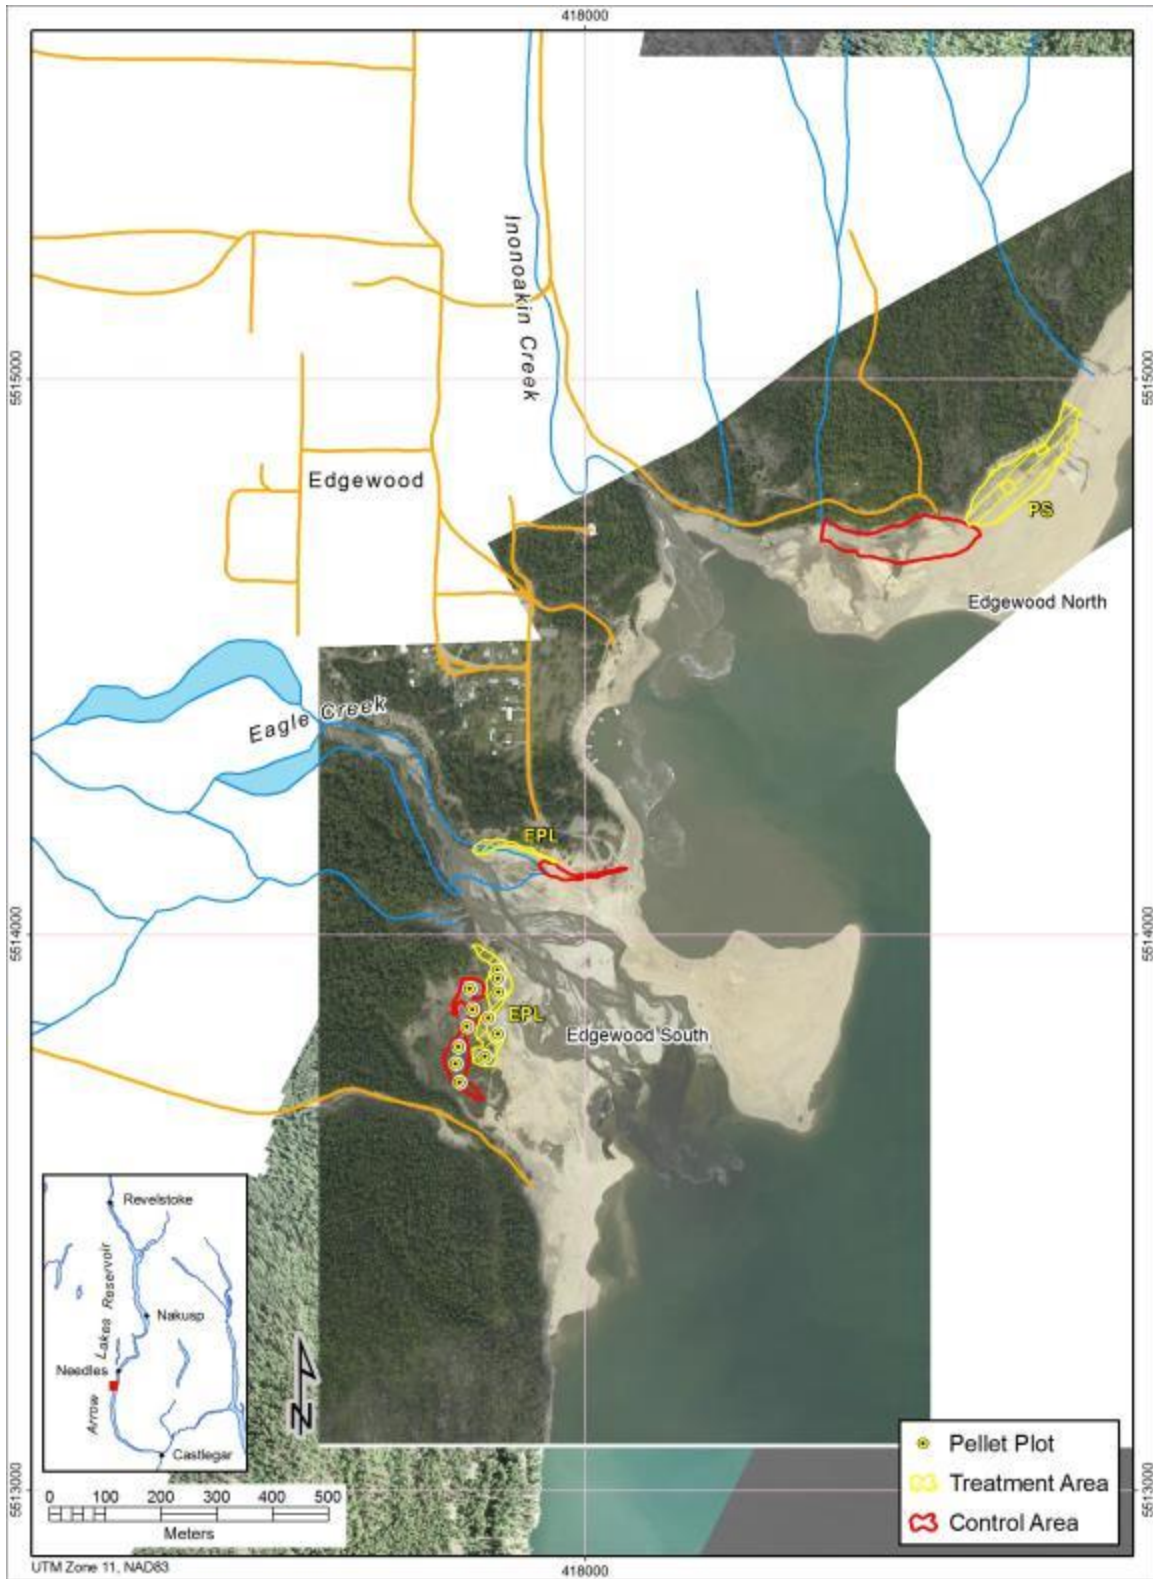 418000
Inonoakin Creek
5515000
5515000
Edgewood
PS
Edgewood North
Eagle Creek
EPL
5514000
5514000
EPL
Edgewood South
Revelstoke
Arrow Lakes Reservoir
Nakusp
Needles
Castlegar
N
Pellet Plot
Treatment Area
Control Area
5513000
5513000
0 100 200 300 400 500
Meters
UTM Zone 11, NAD83
418000